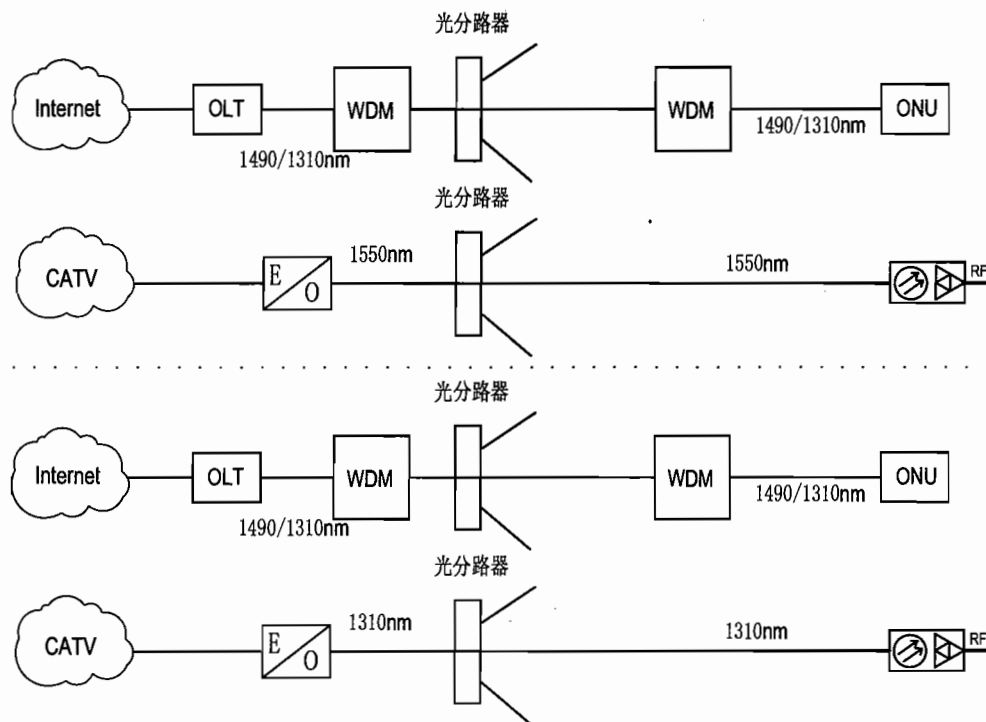 光分路器
Internet
OLT
WDM
WDM
ONU
1490/1310nm
1490/1310nm
光分路器
CATV
E
O
1550nm
1550nm
RF
光分路器
Internet
OLT
WDM
WDM
ONU
1490/1310nm
1490/1310nm
光分路器
CATV
E
O
1310nm
1310nm
RF